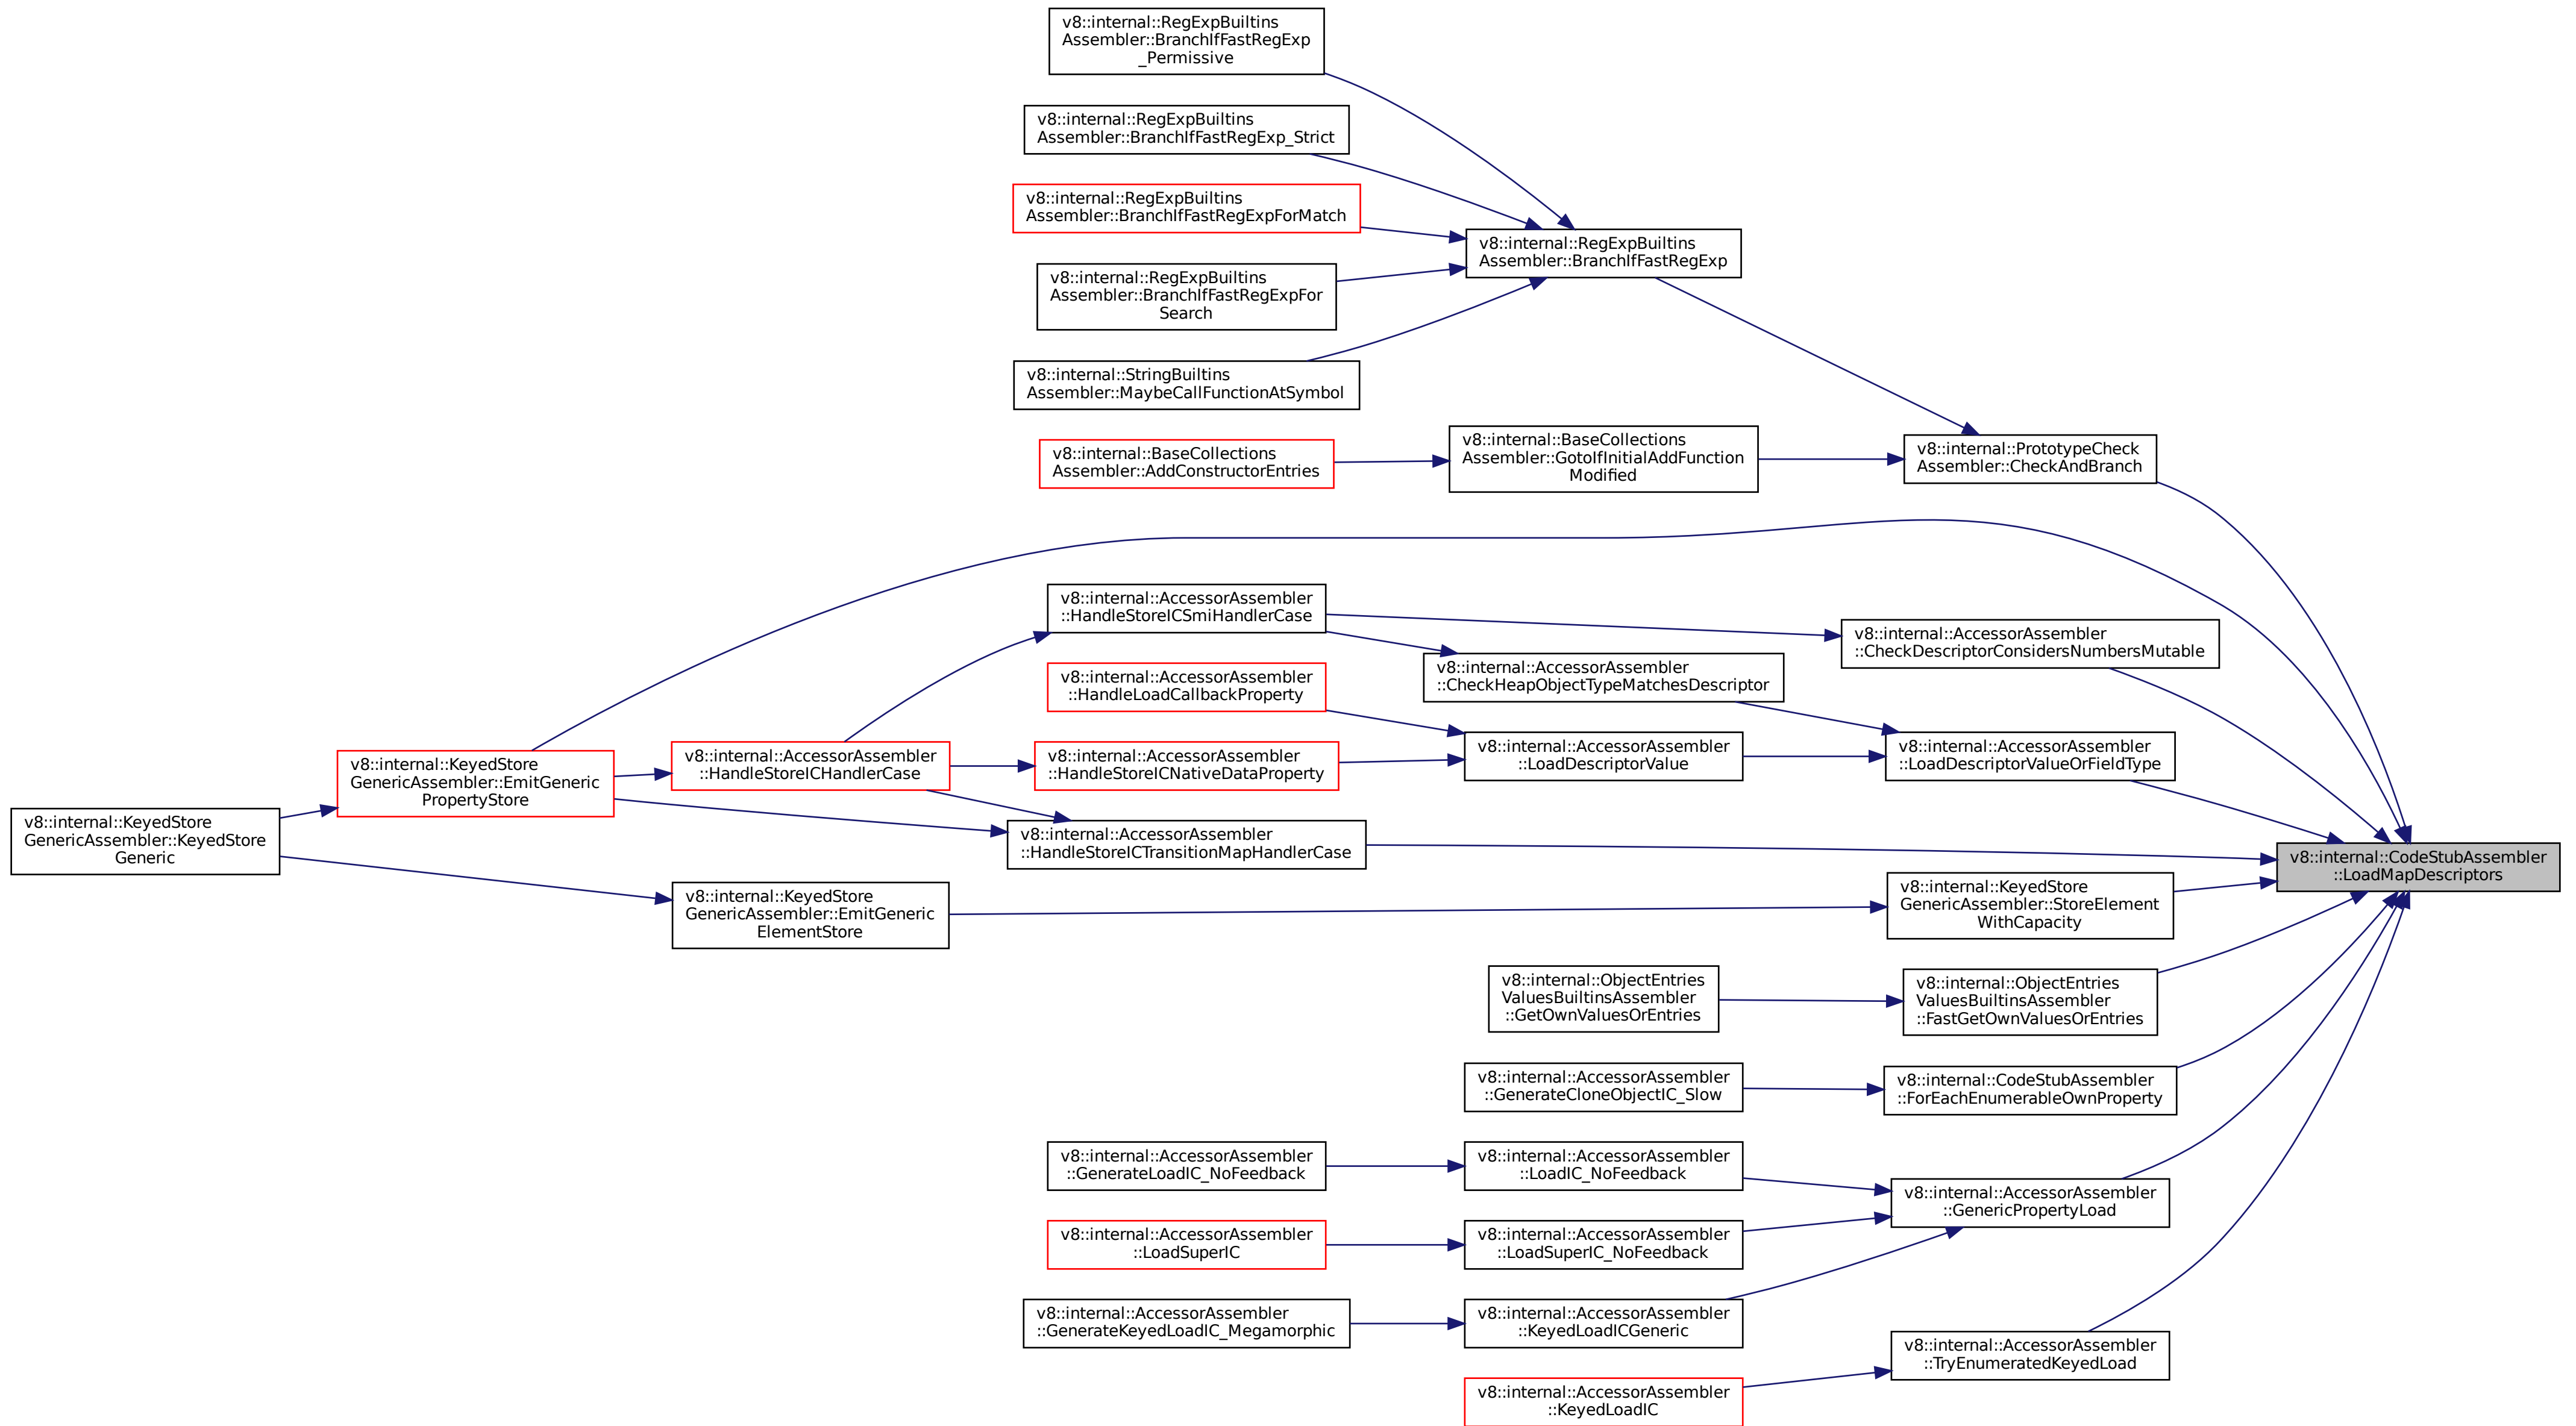 v8::internal::RegExpBuiltins
Assembler::BranchIfFastRegExp
_Permissive
v8::internal::RegExpBuiltins
Assembler::BranchIfFastRegExp_Strict
v8::internal::RegExpBuiltins
Assembler::BranchIfFastRegExpForMatch
v8::internal::RegExpBuiltins
Assembler::BranchIfFastRegExp
v8::internal::RegExpBuiltins
Assembler::BranchIfFastRegExpFor
Search
v8::internal::StringBuiltins
Assembler::MaybeCallFunctionAtSymbol
v8::internal::BaseCollections
Assembler::AddConstructorEntries
v8::internal::BaseCollections
Assembler::GotoIfInitialAddFunction
Modified
v8::internal::PrototypeCheck
Assembler::CheckAndBranch
v8::internal::AccessorAssembler
::HandleStoreICSmiHandlerCase
v8::internal::AccessorAssembler
::CheckDescriptorConsidersNumbersMutable
v8::internal::AccessorAssembler
::HandleLoadCallbackProperty
v8::internal::AccessorAssembler
::CheckHeapObjectTypeMatchesDescriptor
v8::internal::KeyedStore
GenericAssembler::EmitGeneric
PropertyStore
v8::internal::AccessorAssembler
::HandleStoreICHandlerCase
v8::internal::AccessorAssembler
::HandleStoreICNativeDataProperty
v8::internal::AccessorAssembler
::LoadDescriptorValue
v8::internal::AccessorAssembler
::LoadDescriptorValueOrFieldType
v8::internal::KeyedStore
GenericAssembler::KeyedStore
Generic
v8::internal::AccessorAssembler
::HandleStoreICTransitionMapHandlerCase
v8::internal::CodeStubAssembler
::LoadMapDescriptors
v8::internal::KeyedStore
GenericAssembler::EmitGeneric
ElementStore
v8::internal::KeyedStore
GenericAssembler::StoreElement
WithCapacity
v8::internal::ObjectEntries
ValuesBuiltinsAssembler
::GetOwnValuesOrEntries
v8::internal::ObjectEntries
ValuesBuiltinsAssembler
::FastGetOwnValuesOrEntries
v8::internal::AccessorAssembler
::GenerateCloneObjectIC_Slow
v8::internal::CodeStubAssembler
::ForEachEnumerableOwnProperty
v8::internal::AccessorAssembler
::GenerateLoadIC_NoFeedback
v8::internal::AccessorAssembler
::LoadIC_NoFeedback
v8::internal::AccessorAssembler
::GenericPropertyLoad
v8::internal::AccessorAssembler
::LoadSuperIC
v8::internal::AccessorAssembler
::LoadSuperIC_NoFeedback
v8::internal::AccessorAssembler
::GenerateKeyedLoadIC_Megamorphic
v8::internal::AccessorAssembler
::KeyedLoadICGeneric
v8::internal::AccessorAssembler
::TryEnumeratedKeyedLoad
v8::internal::AccessorAssembler
::KeyedLoadIC